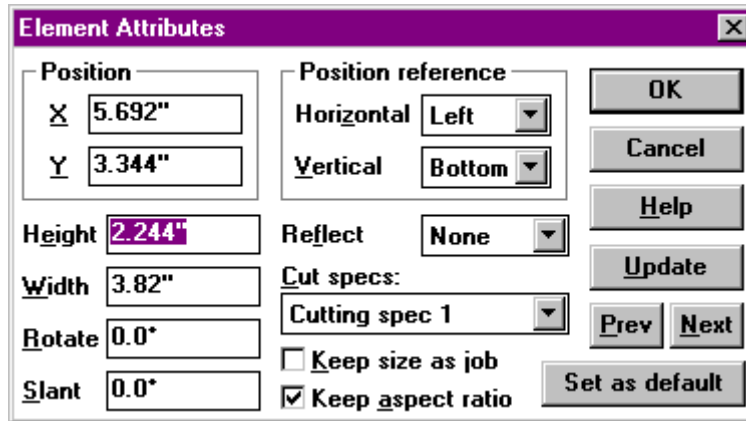 Element Attributes
Position
X 5.692"
Y 3.344"
Position reference
Horizontal Left
Vertical Bottom
Height 2.244"
Width 3.82"
Rotate 0.0°
Slant 0.0°
Reflect None
Cut specs:
Cutting spec 1
Keep size as job
Keep aspect ratio
OK
Cancel
Help
Update
Prev Next
Set as default